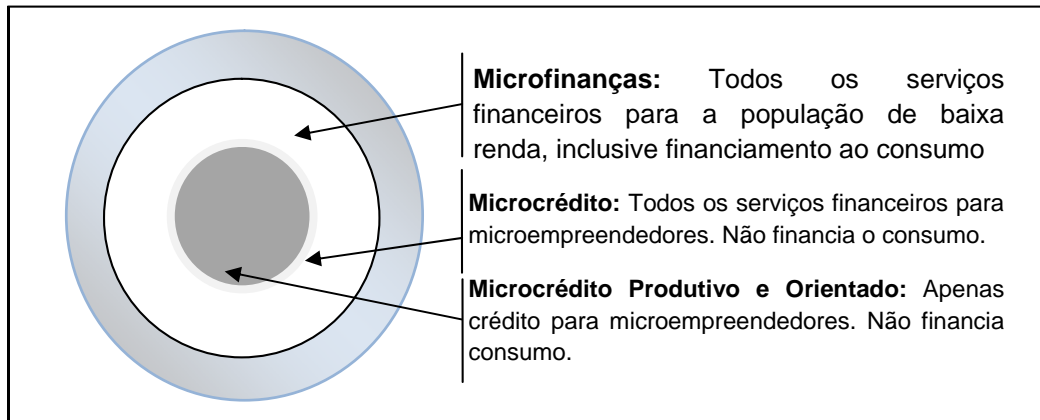 Microfinanças: Todos os serviços
financeiros para a população de baixa
renda, inclusive financiamento ao consumo
Microcrédito: Todos os serviços financeiros para
microempreendedores. Não financia o consumo.
Microcrédito Produtivo e Orientado: Apenas
crédito para microempreendedores. Não financia
consumo.